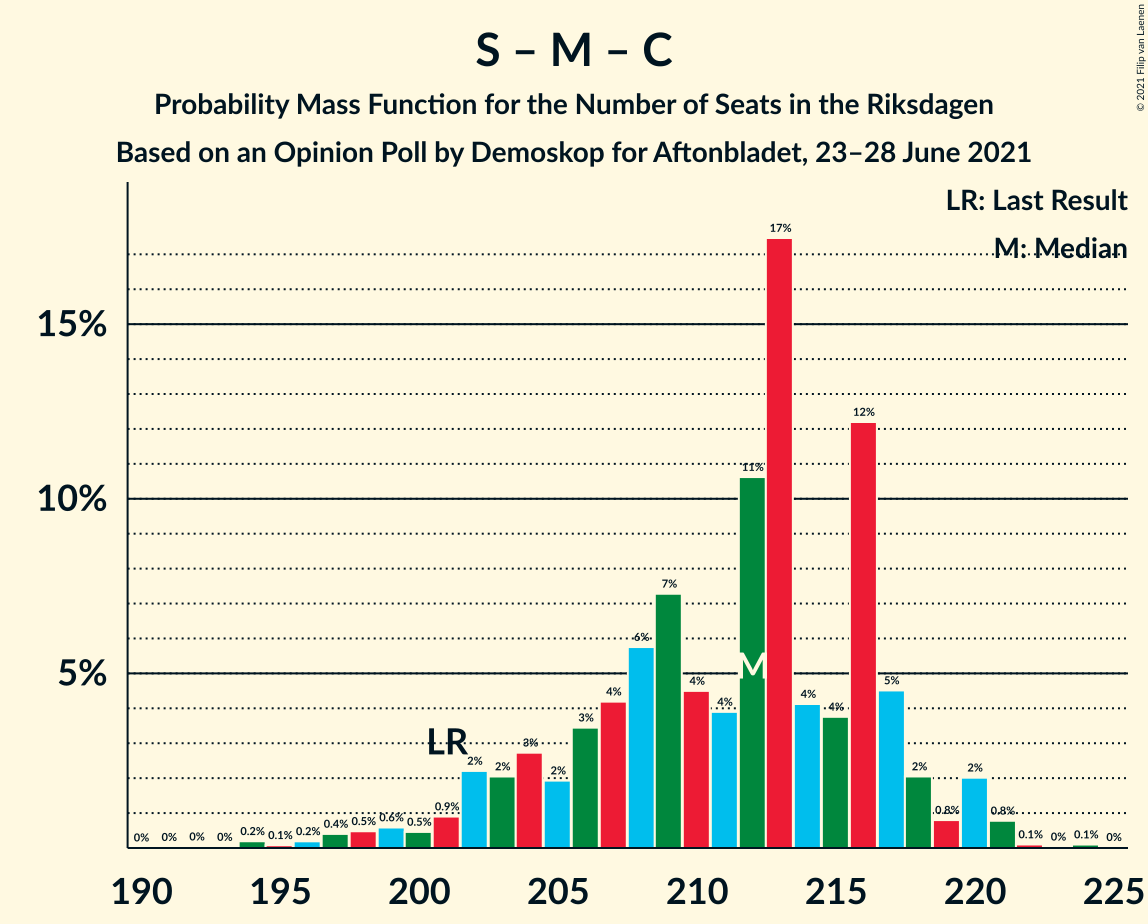 S – M – C
Probability Mass Function for the Number of Seats in the Riksdagen
Based on an Opinion Poll by Demoskop for Aftonbladet, 23–28 June 2021
© 2021 Filip van Laenen
LR: Last Result
M: Median
15%
10%
5%
0% 0% 0% 0% 0.2% 0.1% 0.2% 0.4% 0.5% 0.6% 0.5% 0.9% 2% 2% 3% 2% 3% 4% 6% 7% 4% 4% 11% 17% 4% 4% 12% 5% 2% 0.8% 2% 0.8% 0.1% 0% 0.1% 0%
LR
M
190 195 200 205 210 215 220 225